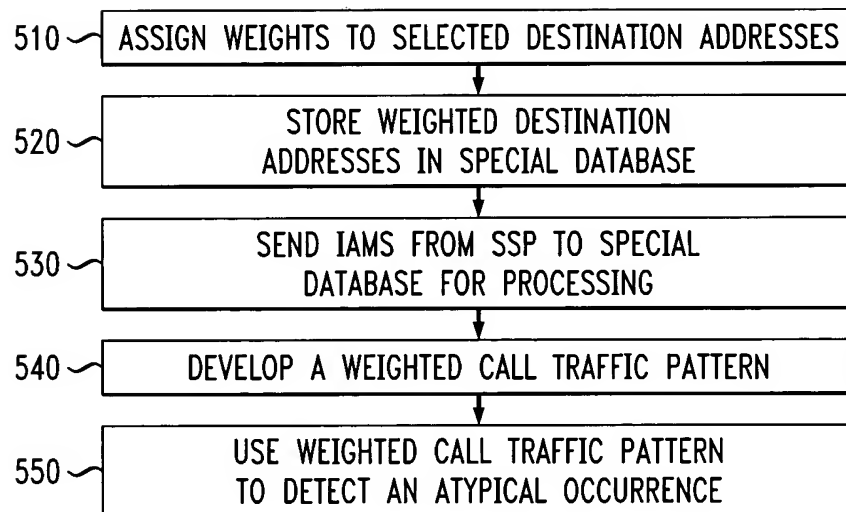 510 ASSIGN WEIGHTS TO SELECTED DESTINATION ADDRESSES
520 STORE WEIGHTED DESTINATION
ADDRESSES IN SPECIAL DATABASE
530 SEND IAMS FROM SSP TO SPECIAL
DATABASE FOR PROCESSING
540 DEVELOP A WEIGHTED CALL TRAFFIC PATTERN
550 USE WEIGHTED CALL TRAFFIC PATTERN
TO DETECT AN ATYPICAL OCCURRENCE